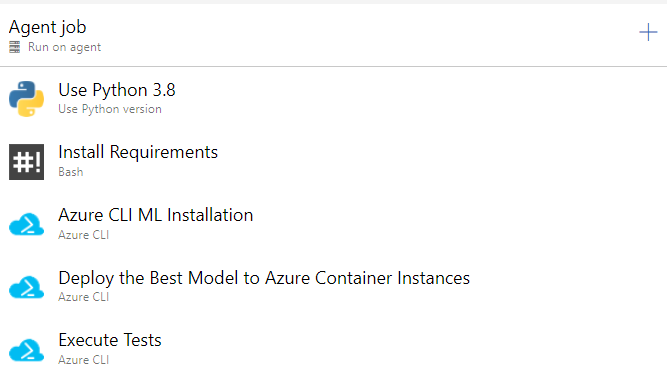 Agent job
Run on agent
Use Python 3.8
Use Python version
#!
Install Requirements
Bash
Azure CLI ML Installation
Azure CLI
Deploy the Best Model to Azure Container Instances
Azure CLI
Execute Tests
Azure CLI